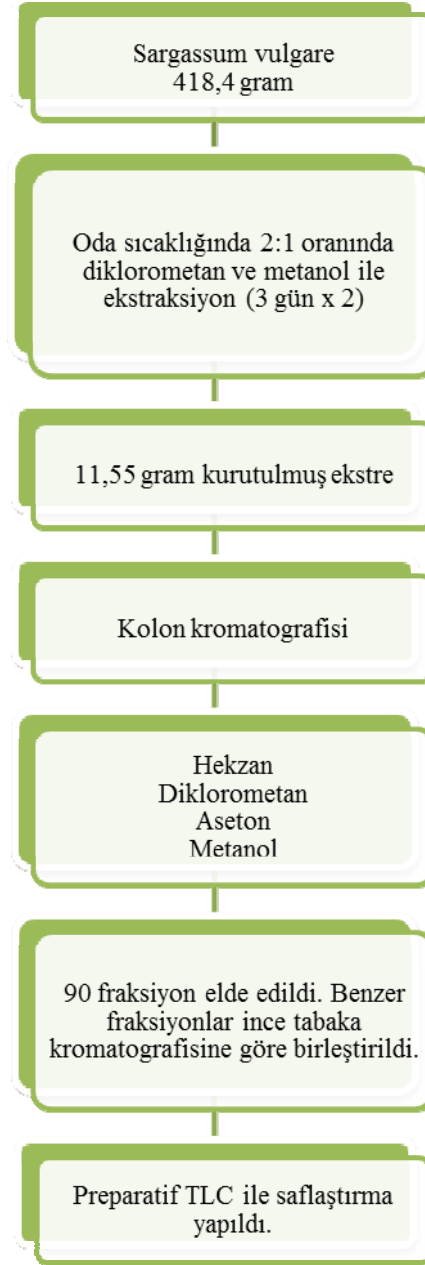 Sargassum vulgare
418,4 gram
Oda sıcaklığında 2:1 oranında
diklorometan ve metanol ile
ekstraksiyon (3 gün x 2)
11,55 gram kurutulmuş ekstre
Kolon kromatografisi
Hekzan
Diklorometan
Aseton
Metanol
90 fraksiyon elde edildi. Benzer
fraksiyonlar ince tabaka
kromatografisine göre birleştirildi.
Preparatif TLC ile saflaştırma
yapıldı.